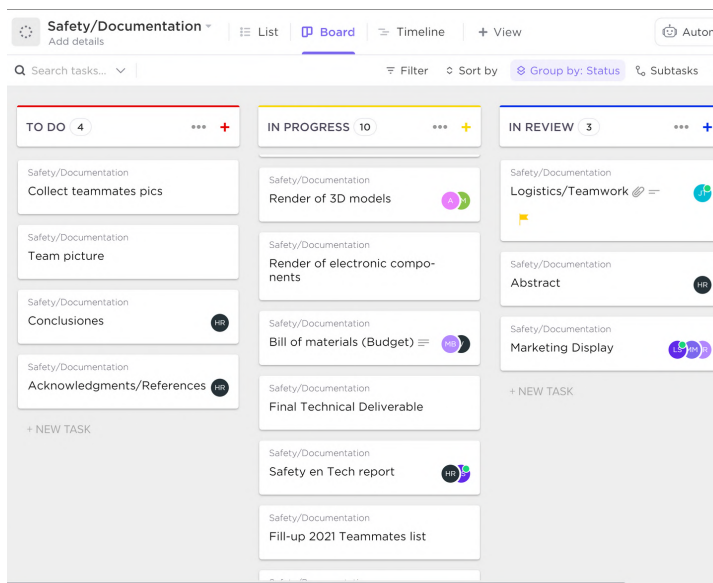 Safety/Documentation
Add details
List
Board
Timeline
+ View
Search tasks...
Filter
Sort by
Group by: Status
Subtasks
TO DO 4
Safety/Documentation
Collect teammates pics
Safety/Documentation
Team picture
Safety/Documentation
Conclusiones
HR
Safety/Documentation
Acknowledgments/References
HR
+ NEW TASK
IN PROGRESS 10
Safety/Documentation
Render of 3D models
A M
Safety/Documentation
Render of electronic compo-
nents
Safety/Documentation
Bill of materials (Budget)
MB
Safety/Documentation
Final Technical Deliverable
Safety/Documentation
Safety en Tech report
HR
Safety/Documentation
Fill-up 2021 Teammates list
IN REVIEW 3
Safety/Documentation
Logistics/Teamwork
Safety/Documentation
Abstract
HR
Safety/Documentation
Marketing Display
LS MM R
+ NEW TASK